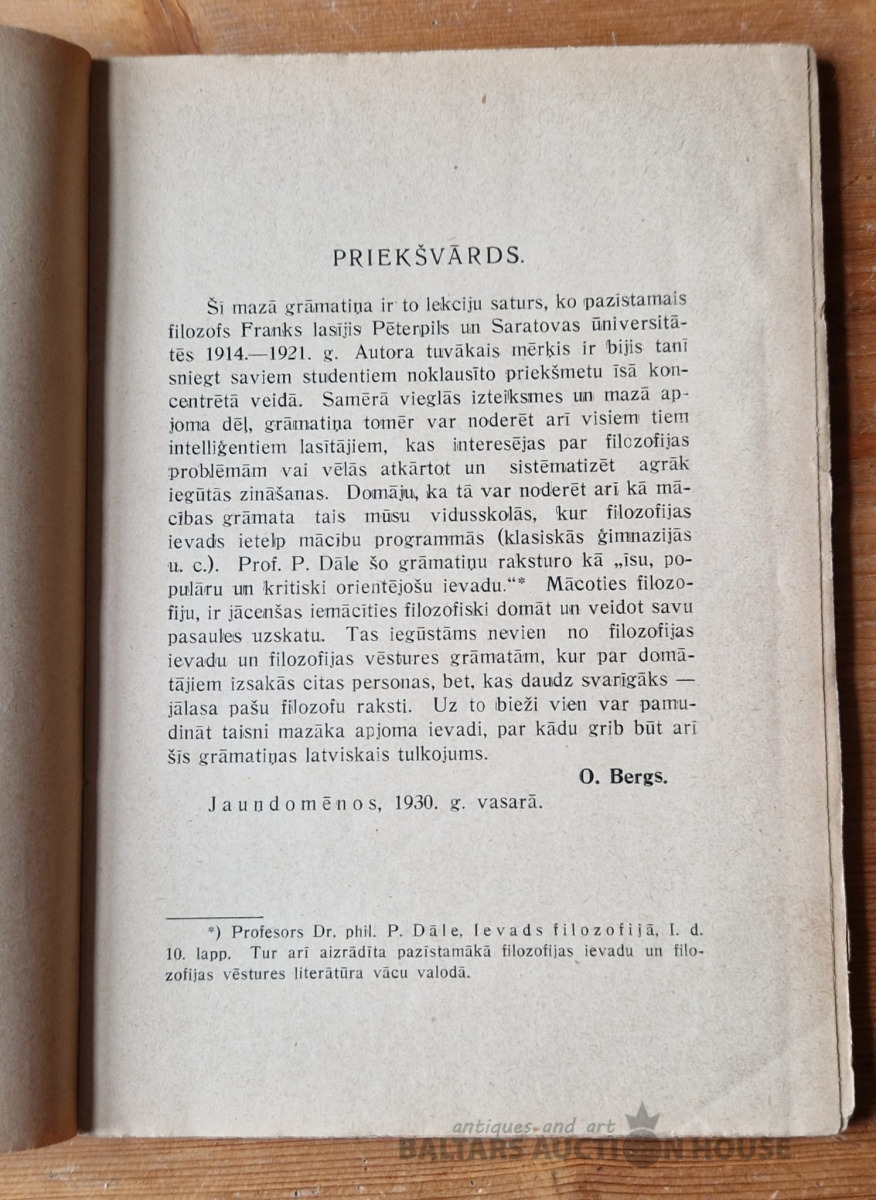 PRIEKŠVĀRDS.
Šī mazā grāmatiņa ir to lekciju saturs, ko pazīstamais
filozofs Franks lasījis Pēterpils un Saratovas ūniversitā-
tēs 1914.—1921. g. Autora tuvākais mērķis ir bijis tanī
sniegt saviem studentiem noklausīto priekšmetu īsā kon-
centrētā veidā. Samērā vieglās izteiksmes un mazā ap-
joma dēļ, grāmatiņa tomēr var noderēt arī visiem tiem
intelliģentiem lasītājiem, kas interesējas par filozofijas
problēmām vai vēlās atkārtot un sistēmatizēt agrāk
iegūtās zināšanas. Domāju, ka tā var noderēt arī kā mā-
cības grāmata tais mūsu vidusskolās, kur filozofijas
ievads ietelp mācību programmās (klasiskās ģimnazijās
u. c.). Prof. P. Dāle šo grāmatiņu raksturo kā „īsu, po-
pulāru un kritiski orientējošu ievadu.“* Mācoties filozo-
fiju, ir jācenšas iemācīties filozofiski domāt un veidot savu
pasaules uzskatu. Tas iegūstāms nevien no filozofijas
ievadu un filozofijas vēstures grāmatām, kur par domā-
tājiem izsakās citas personas, bet, kas daudz svarīgāks —
jālasa pašu filozofu raksti. Uz to bieži vien var pamu-
dināt taisni mazāka apjoma ievadi, par kādu grib būt arī
šīs grāmatiņas latviskais tulkojums.
O. Bergs.
Jaundomēnos, 1930. g. vasarā.
*) Profesors Dr. phil. P. Dāle, Ievads filozofijā, I. d.
10. lapp. Tur arī aizrādīta pazīstamākā filozofijas ievadu un filo-
zofijas vēstures literātūra vācu valodā.
antiques and art
BALTARS AUCTION HOUSE